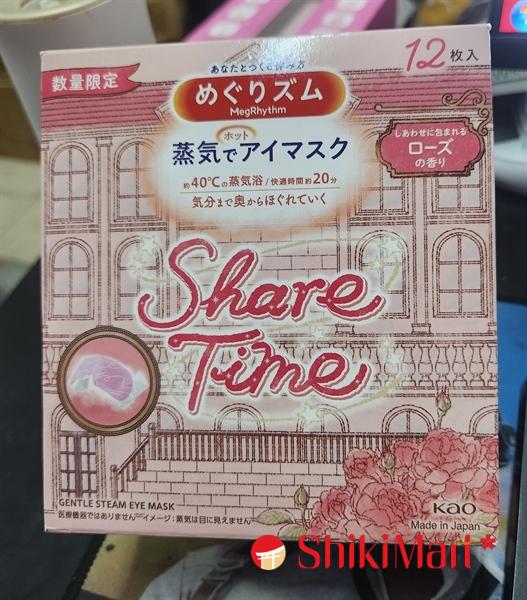 あなたとつくる休み方
12枚入
数量限定
めぐりズム
MegRhythm
ホット
蒸気でアイマスク
しあわせに包まれる
ローズ
の香り
約40℃の蒸気浴/快適時間約20分
気分まで奥からほぐれていく
Share
Time
GENTLE STEAM EYE MASK
医療機器ではありません イメージ:蒸気は目に見えません
Kao
Made in Japan
ShikiMart*